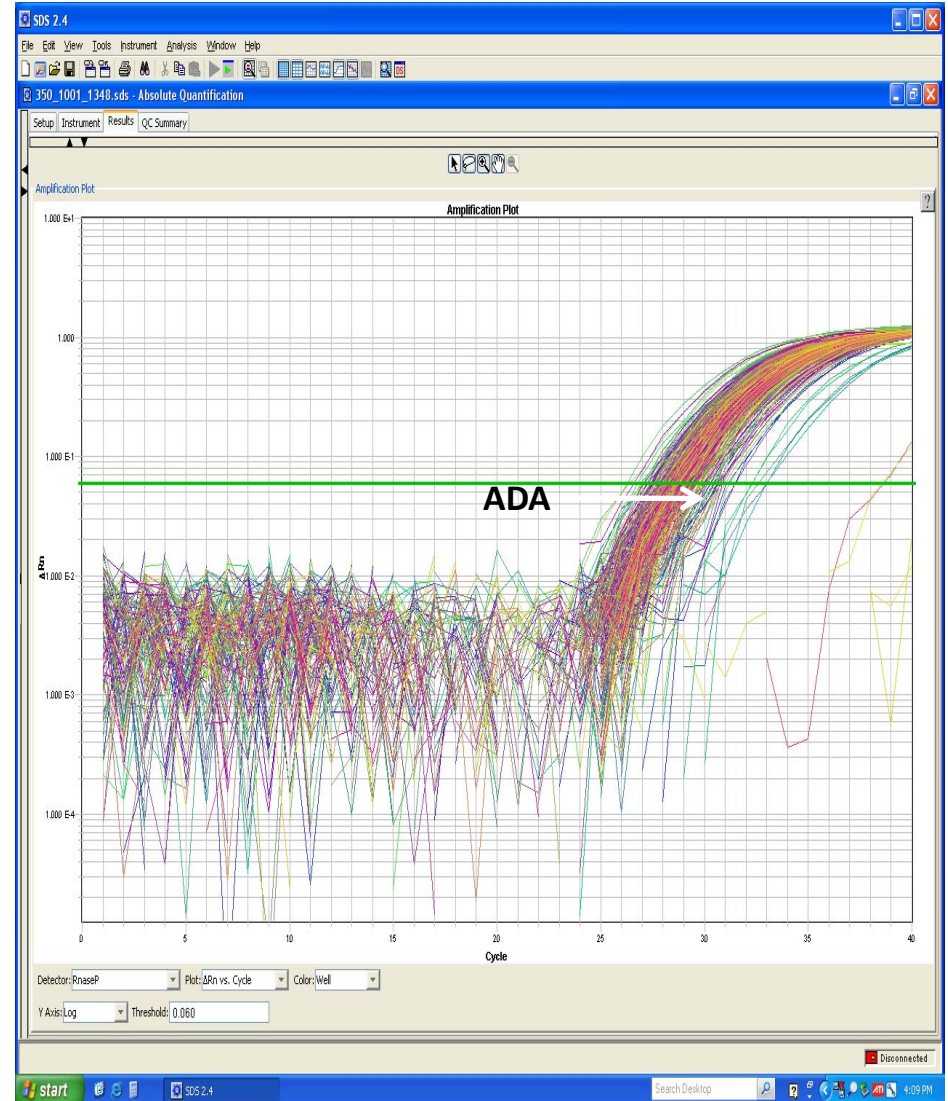 SDS 2.4
File Edit View Tools Instrument Analysis Window Help
350_1001_1348.sds - Absolute Quantification
Setup Instrument Results QC Summary
Amplification Plot
?
Amplification Plot
1.000 E+1
1.000
1.000 E-1
ADA
ΔRn
1.000 E-2
1.000 E-3
1.000 E-4
0 5 10 15 20 25 30 35 40
Cycle
Detector: RnaseP Plot: ΔRn vs. Cycle Color: Well
Y Axis: Log Threshold: 0.060
Disconnected
start SDS 2.4 Search Desktop ? ATI 4:09 PM